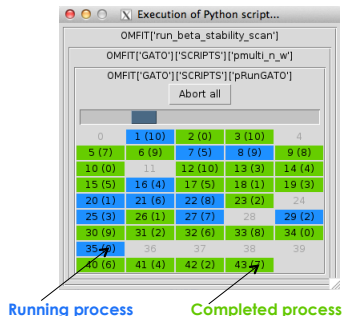 Execution of Python script...
OMFIT['run_beta_stability_scan']
OMFIT['GATO']['SCRIPTS']['pmulti_n_w']
OMFIT['GATO']['SCRIPTS']['pRunGATO']
Abort all
0 1 (10) 2 (0) 3 (10) 4
5 (7) 6 (9) 7 (5) 8 (9) 9 (8)
10 (0) 11 12 (10) 13 (3) 14 (4)
15 (5) 16 (4) 17 (5) 18 (1) 19 (3)
20 (1) 21 (6) 22 (8) 23 (2) 24
25 (3) 26 (1) 27 (7) 28 29 (2)
30 (9) 31 (2) 32 (6) 33 (8) 34 (0)
35 (0) 36 37 38 39
40 (6) 41 (4) 42 (2) 43 (7)
Running process Completed process